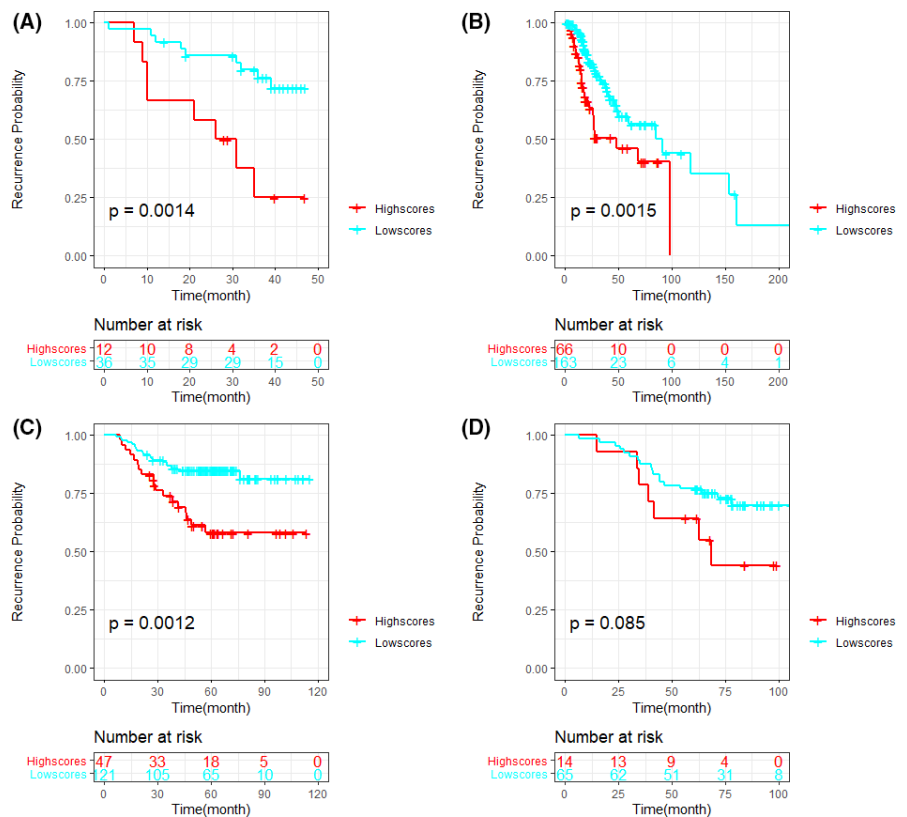 (A)
1.00
0.75
0.50
0.25
0.00
Recurrence Probability
p = 0.0014
0 10 20 30 40 50
Time(month)
Highscores
Lowscores
Number at risk
Highscores 12 10 8 4 2 0
Lowscores 36 35 29 29 15 0
0 10 20 30 40 50
Time(month)
(B)
1.00
0.75
0.50
0.25
0.00
Recurrence Probability
p = 0.0015
0 50 100 150 200
Time(month)
Highscores
Lowscores
Number at risk
Highscores 66 10 0 0 0
Lowscores 163 23 6 4 1
0 50 100 150 200
Time(month)
(C)
1.00
0.75
0.50
0.25
0.00
Recurrence Probability
p = 0.0012
0 30 60 90 120
Time(month)
Highscores
Lowscores
Number at risk
Highscores 47 33 18 5 0
Lowscores 121 105 65 10 0
0 30 60 90 120
Time(month)
(D)
1.00
0.75
0.50
0.25
0.00
Recurrence Probability
p = 0.085
0 25 50 75 100
Time(month)
Highscores
Lowscores
Number at risk
Highscores 14 13 9 4 0
Lowscores 65 62 51 31 8
0 25 50 75 100
Time(month)